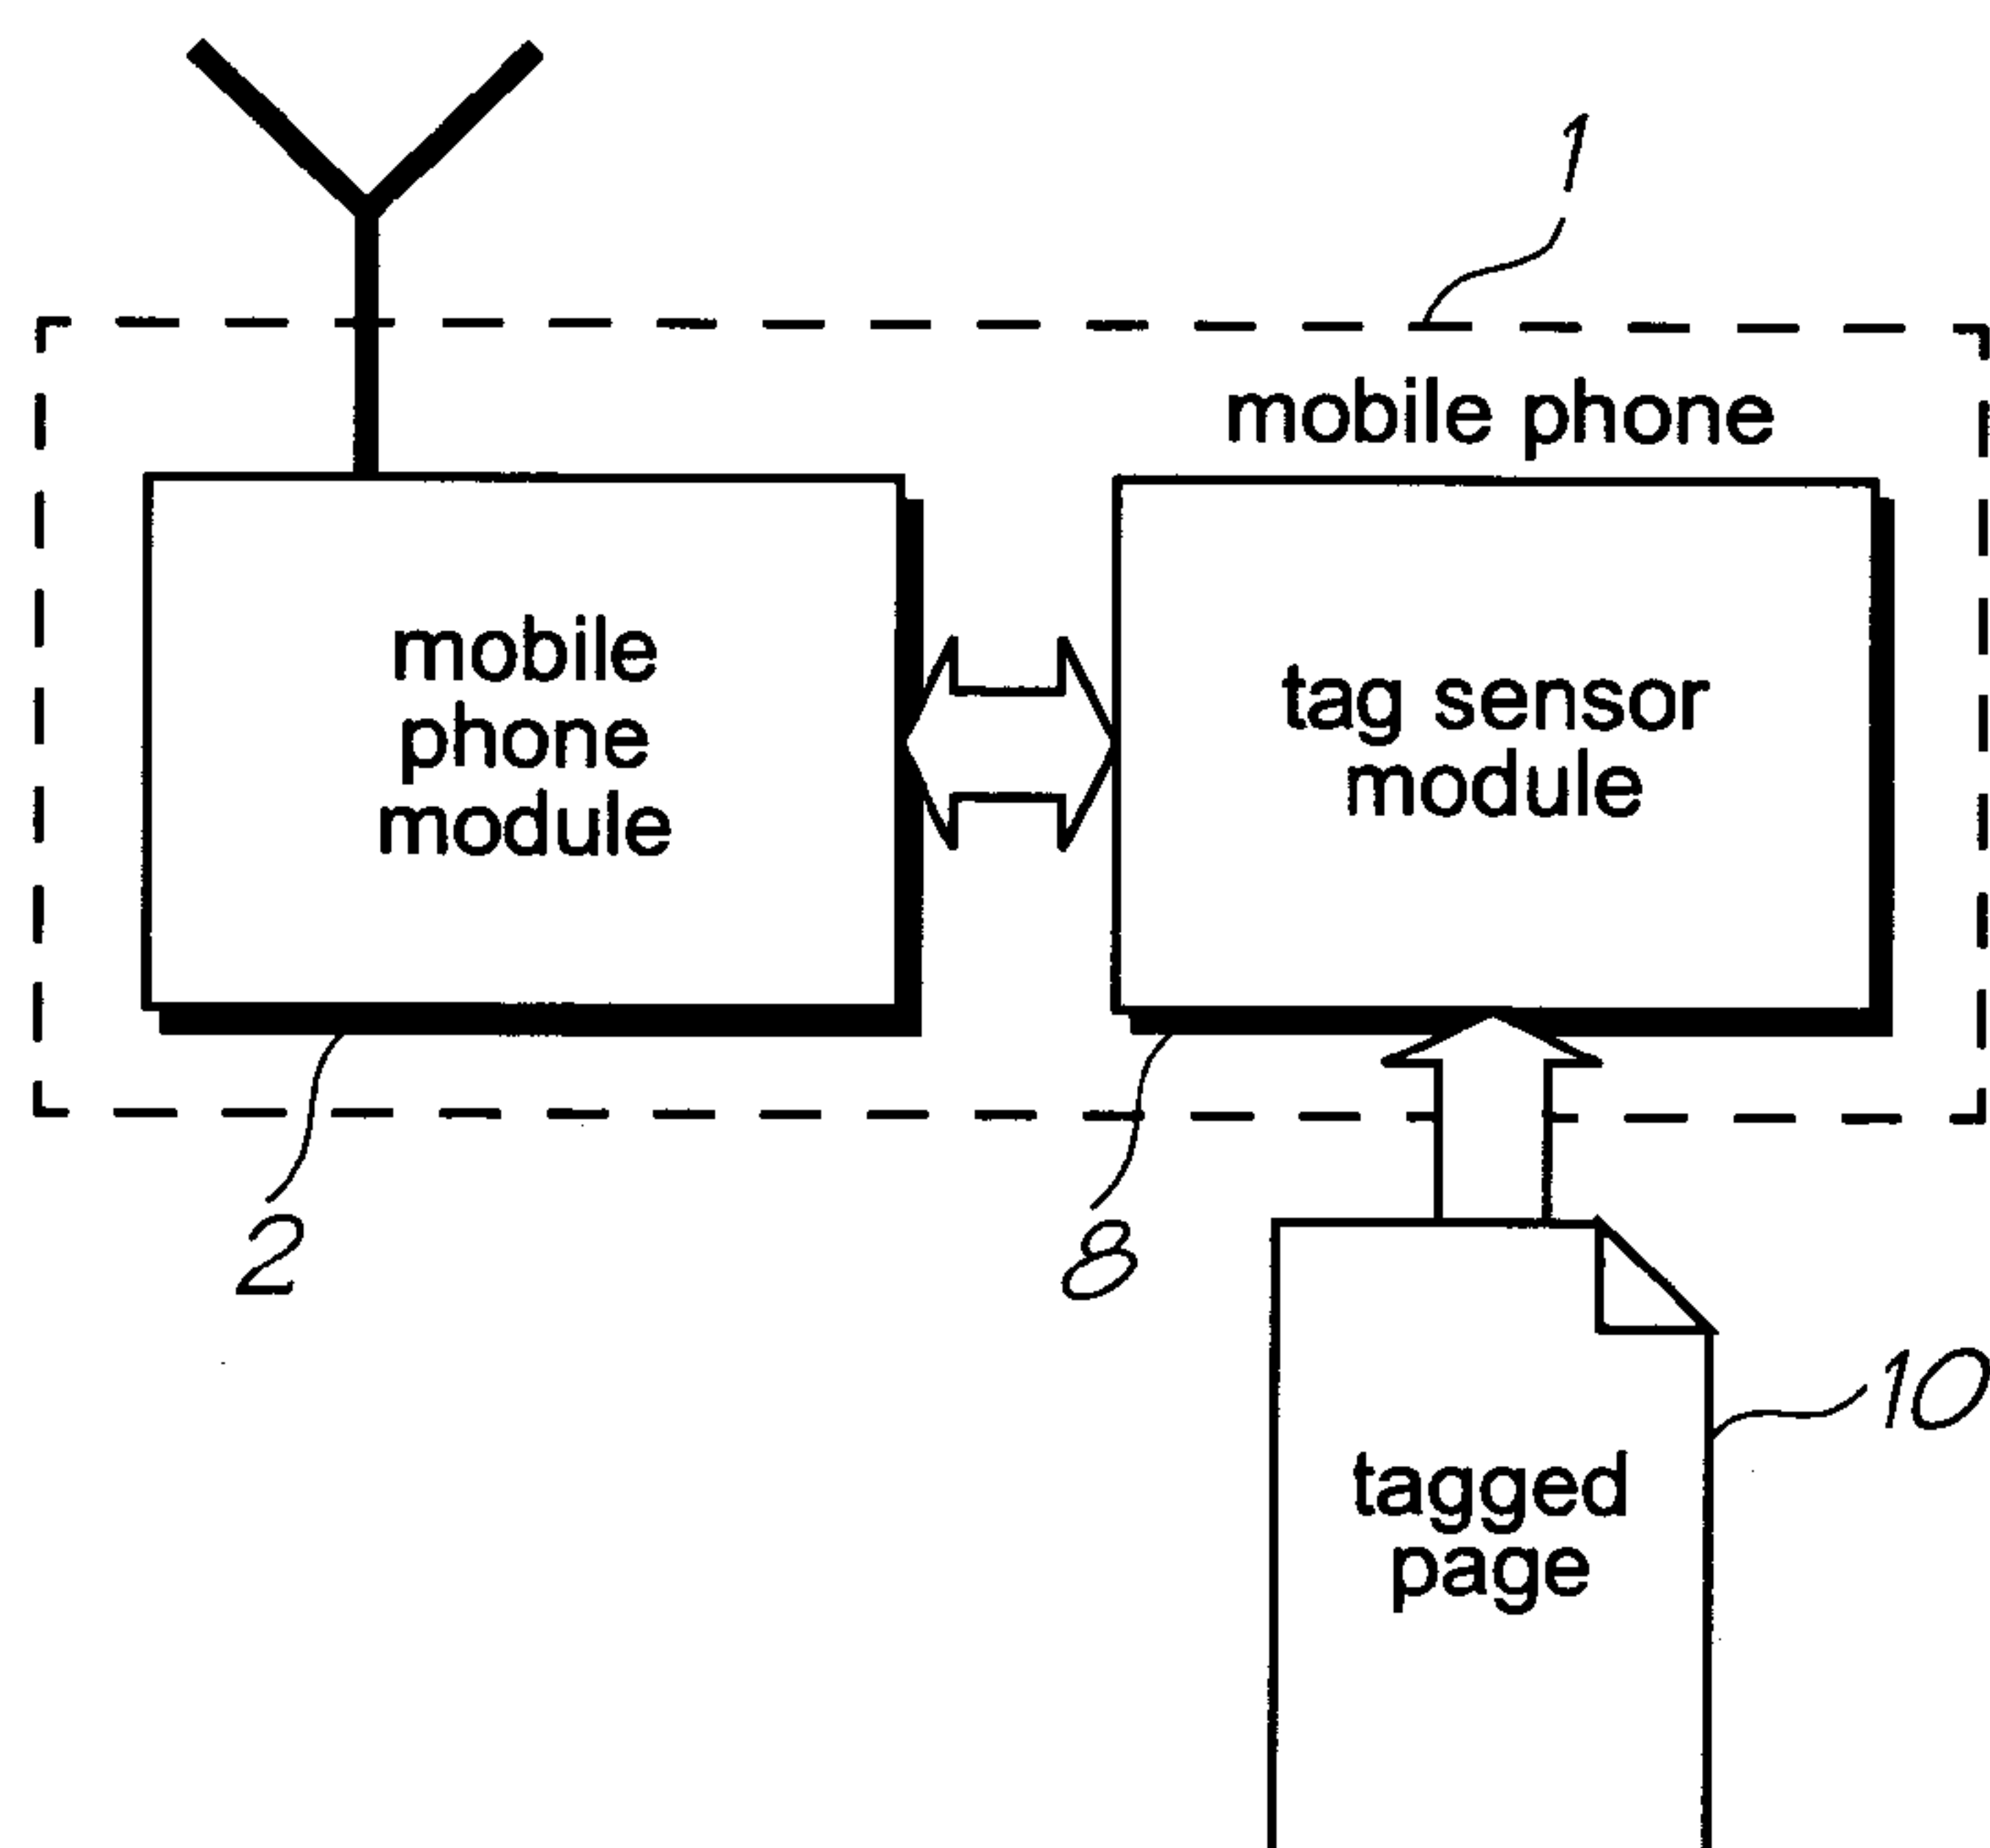 1
mobile phone
mobile
phone
module
tag sensor
module
2
8
10
tagged
page